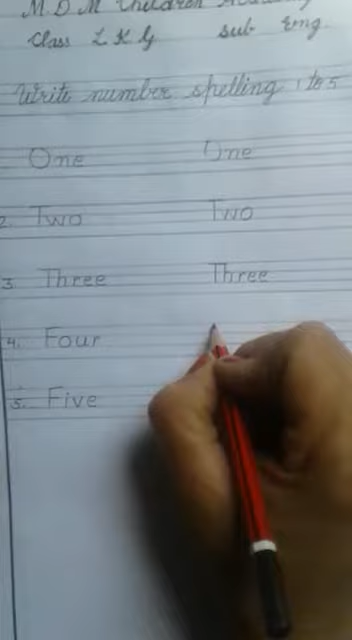 M.D.M Children
Class L K G sub Eng.
Write number spelling 1 to 5
One One
2. Two Two
3. Three Three
4. Four
5. Five